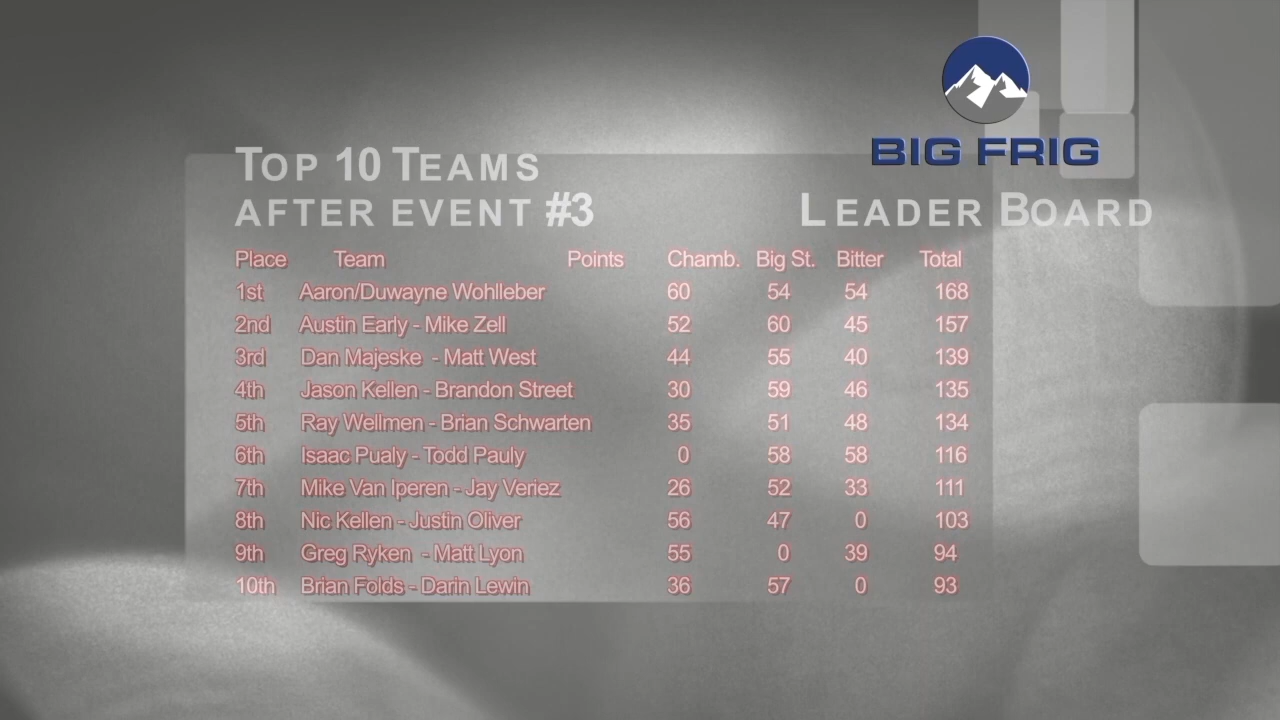 BIG FRIG
TOP 10 TEAMS
AFTER EVENT #3
LEADER BOARD
Place Team Points Chamb. Big St. Bitter Total
1st Aaron/Duwayne Wohlleber 60 54 54 168
2nd Austin Early - Mike Zell 52 60 45 157
3rd Dan Majeske - Matt West 44 55 40 139
4th Jason Kellen - Brandon Street 30 59 46 135
5th Ray Wellmen - Brian Schwarten 35 51 48 134
6th Isaac Pualy - Todd Pauly 0 58 58 116
7th Mike Van Iperen - Jay Veriez 26 52 33 111
8th Nic Kellen - Justin Oliver 56 47 0 103
9th Greg Ryken - Matt Lyon 55 0 39 94
10th Brian Folds - Darin Lewin 36 57 0 93